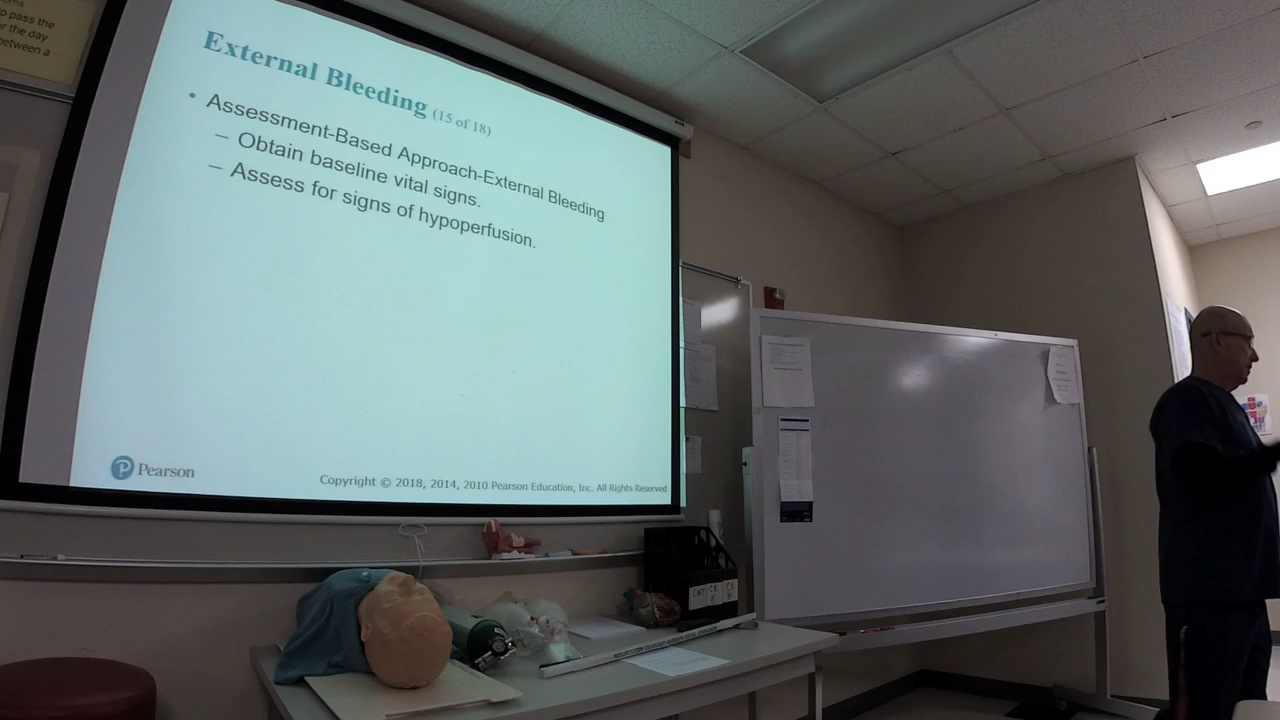 to pass the
or the day
between a
External Bleeding (15 of 18)
• Assessment-Based Approach-External Bleeding
– Obtain baseline vital signs.
– Assess for signs of hypoperfusion.
Pearson
Copyright © 2018, 2014, 2010 Pearson Education, Inc. All Rights Reserved